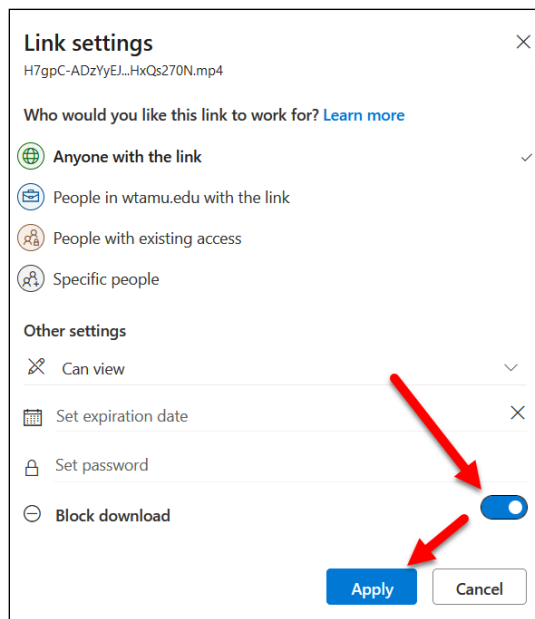 Link settings
H7gpC-ADzYyEJ...HxQs270N.mp4
Who would you like this link to work for? Learn more
Anyone with the link
People in wtamu.edu with the link
People with existing access
Specific people
Other settings
Can view
Set expiration date
Set password
Block download
Apply Cancel